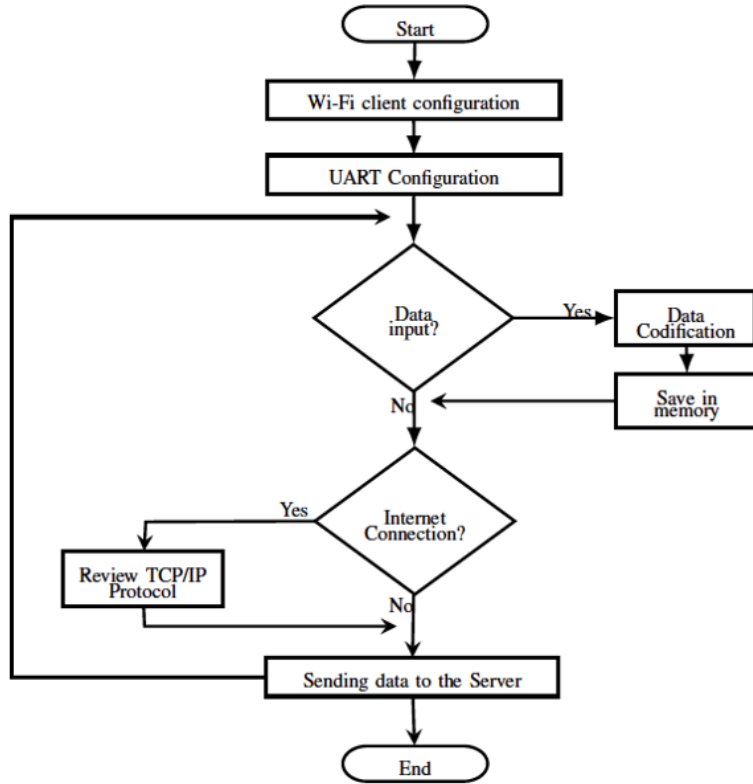 Start
Wi-Fi client configuration
UART Configuration
Data
input?
Yes
Data
Codification
Save in
memory
No
Internet
Connection?
Yes
Review TCP/IP
Protocol
No
Sending data to the Server
End